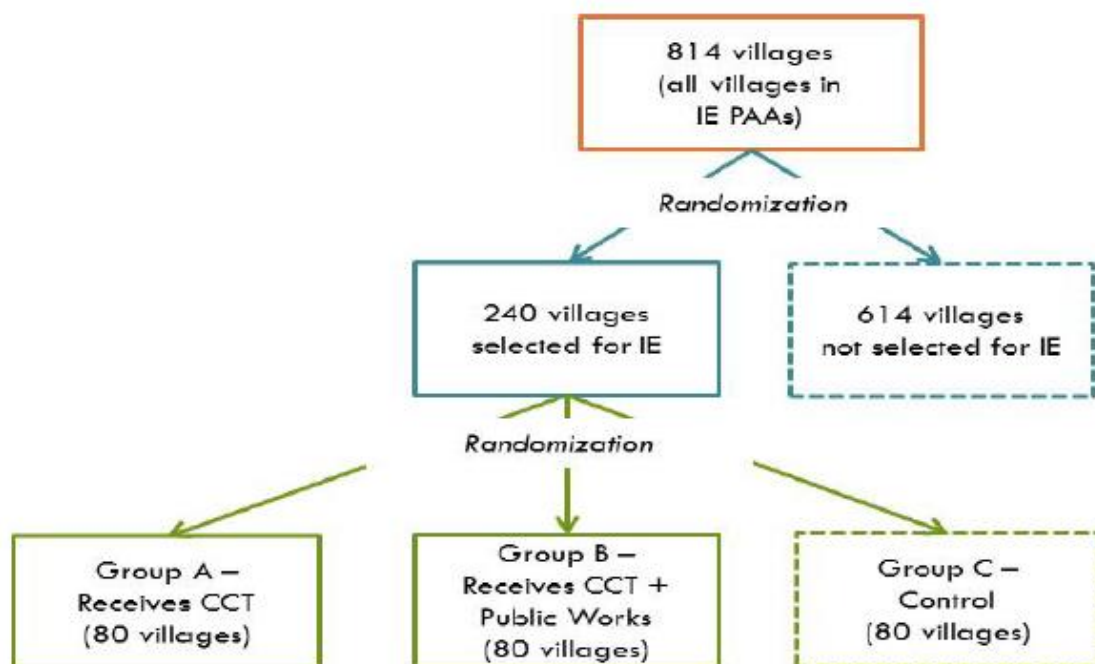 814 villages
(all villages in
IE PAAs)
Randomization
240 villages
selected for IE
614 villages
not selected for IE
Randomization
Group A –
Receives CCT
(80 villages)
Group B –
Receives CCT +
Public Works
(80 villages)
Group C –
Control
(80 villages)